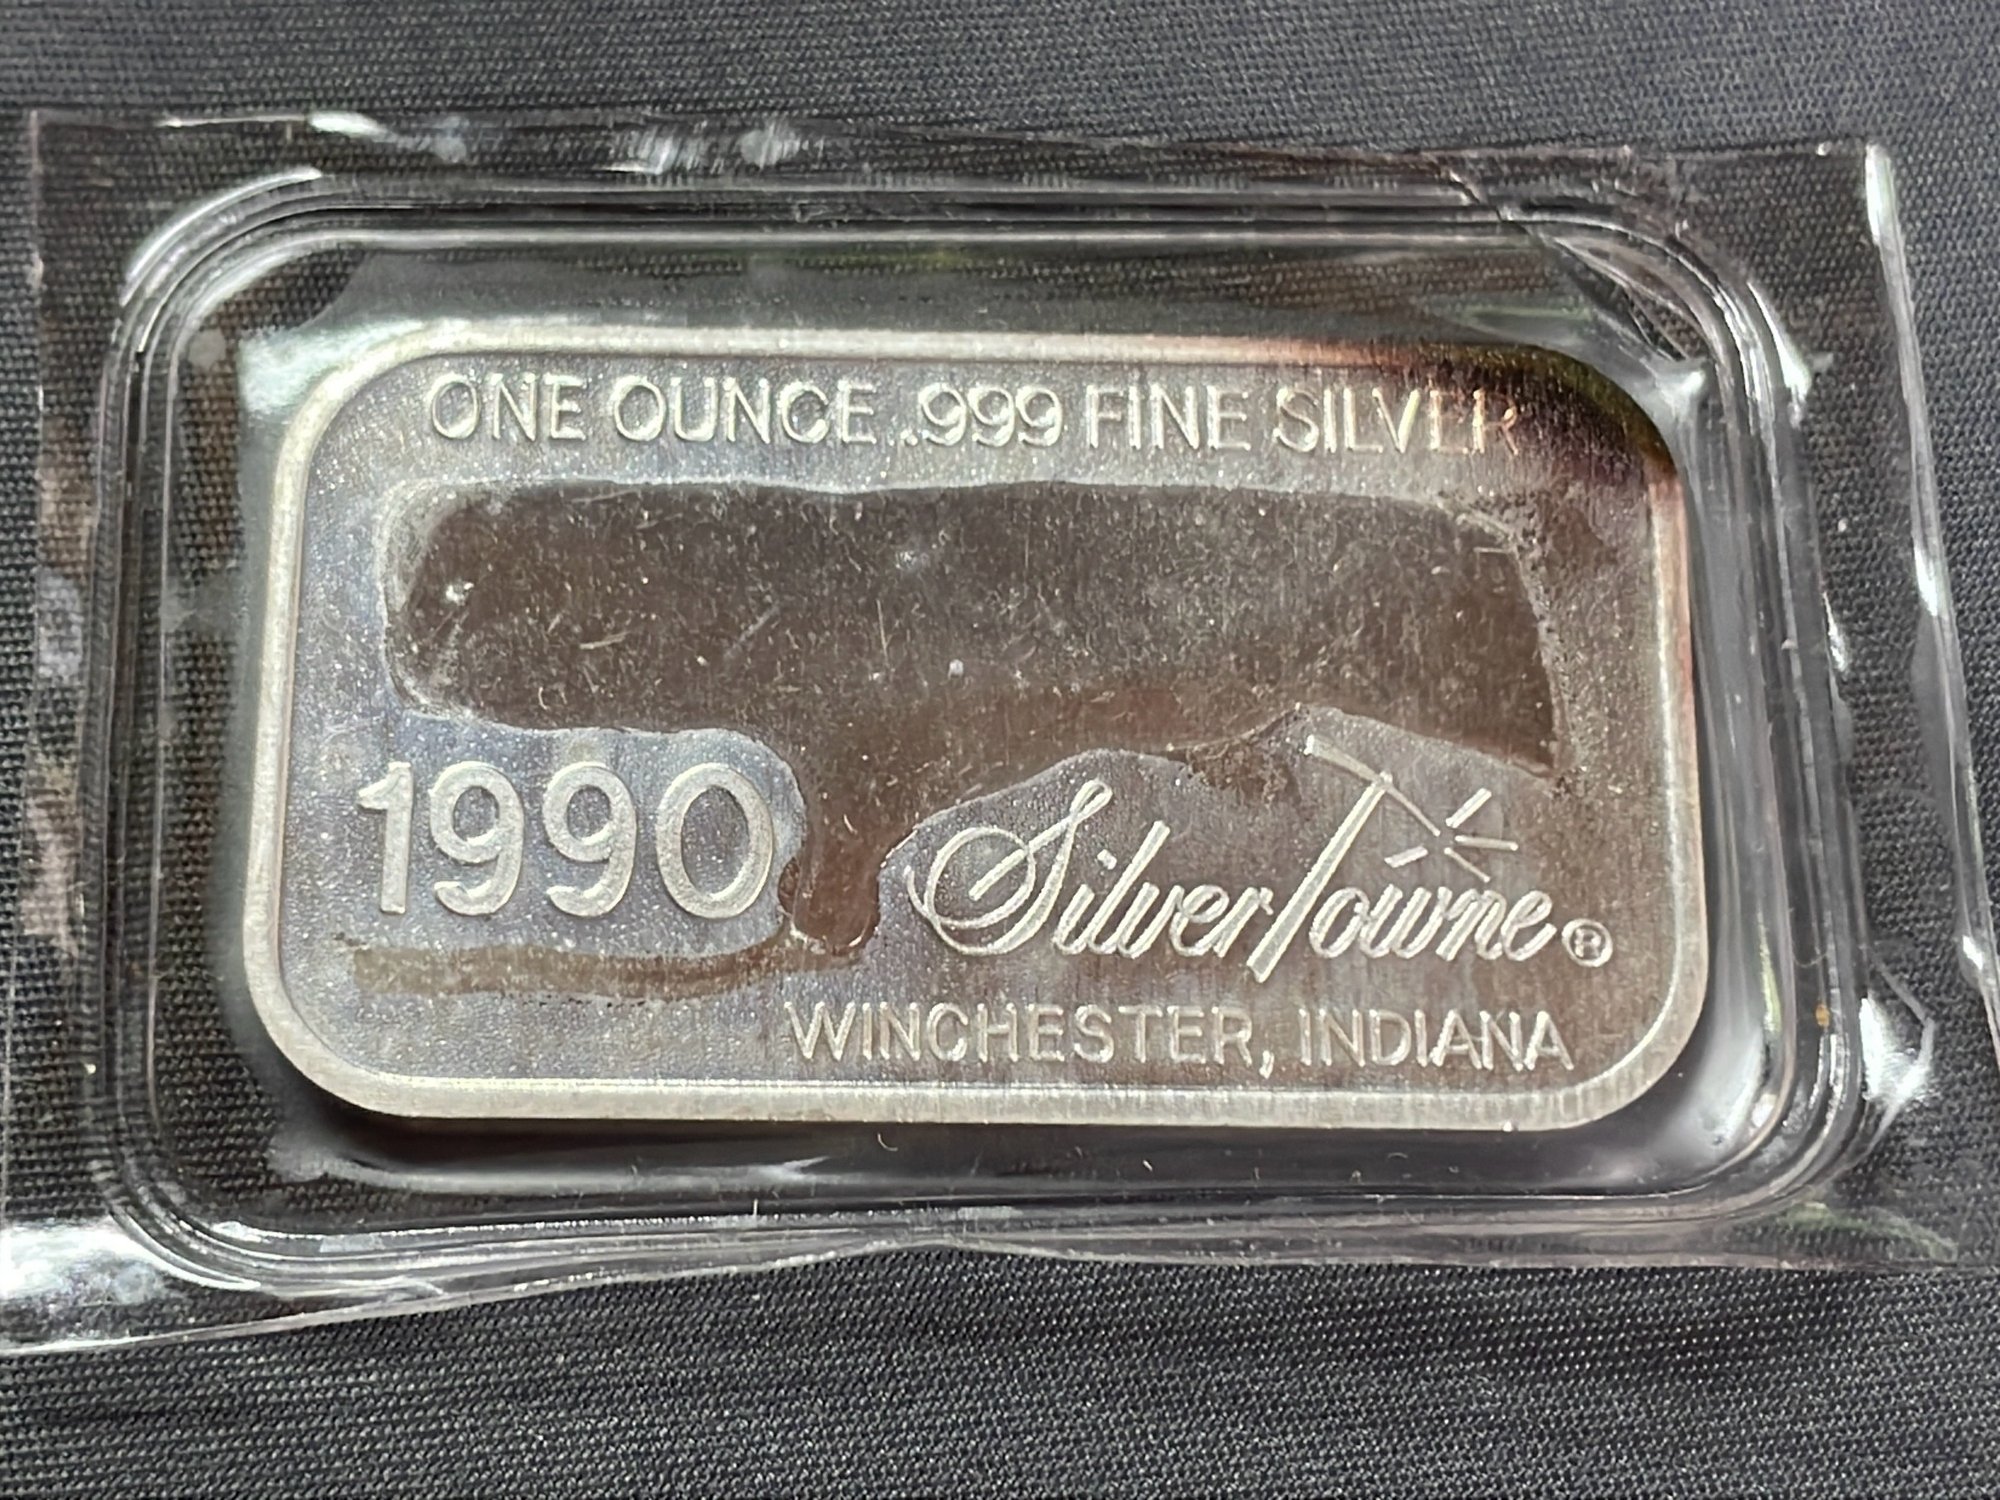 ONE OUNCE .999 FINE SILVER
1990
SilverTowne®
WINCHESTER, INDIANA